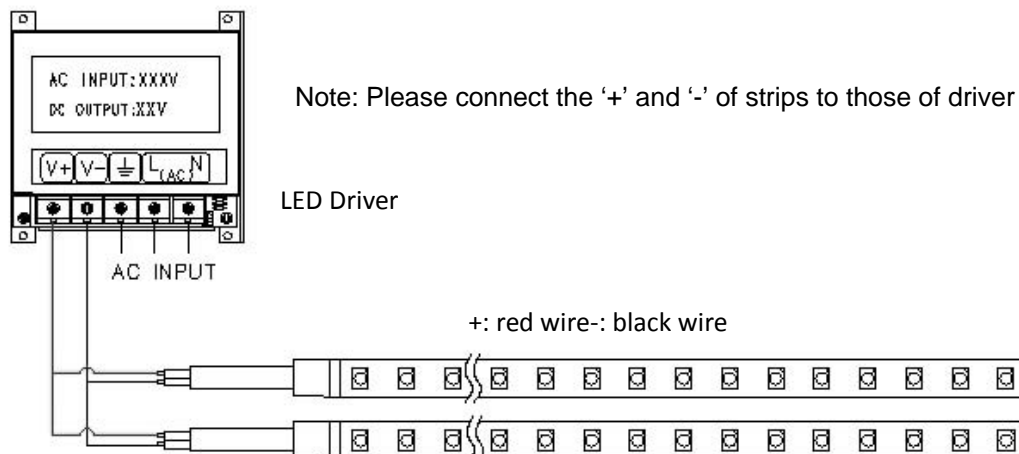 AC INPUT:XXXV
DC OUTPUT:XXV
V+ V- L(AC)N
Note: Please connect the ‘+’ and ‘-’ of strips to those of driver
LED Driver
AC INPUT
+: red wire-: black wire